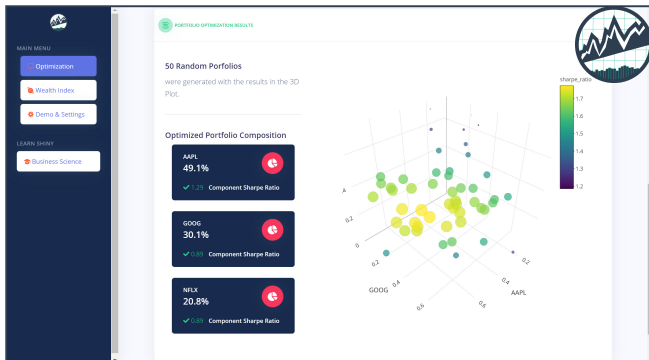 MAIN MENU
Optimization
Wealth Index
Demo & Settings
LEARN SHINY
Business Science
PORTFOLIO OPTIMIZATION RESULTS
50 Random Porfolios
were generated with the results in the 3D
Plot.
Optimized Portfolio Composition
AAPL
49.1%
1.29 Component Sharpe Ratio
GOOG
30.1%
0.89 Component Sharpe Ratio
NFLX
20.8%
0.89 Component Sharpe Ratio
sharpe_ratio
1.7
1.6
1.5
1.4
1.3
1.2
0.2
0
0.2
0.4
0.6
GOOG
0.2
0.4
0.6
AAPL